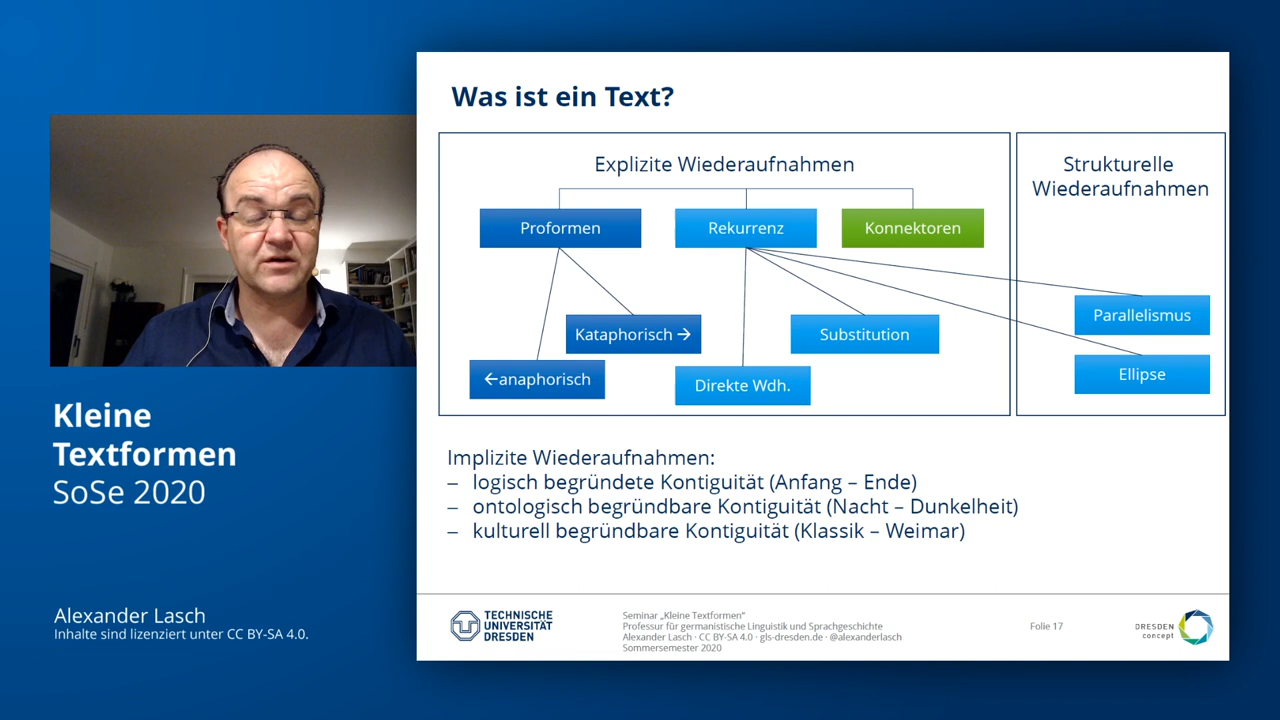 Was ist ein Text?
Explizite Wiederaufnahmen
Strukturelle
Wiederaufnahmen
Proformen
Rekurrenz
Konnektoren
Parallelismus
Kataphorisch →
Substitution
Ellipse
←anaphorisch
Direkte Wdh.
Kleine
Textformen
SoSe 2020
Implizite Wiederaufnahmen:
– logisch begründete Kontiguität (Anfang – Ende)
– ontologisch begründbare Kontiguität (Nacht – Dunkelheit)
– kulturell begründbare Kontiguität (Klassik – Weimar)
Alexander Lasch
Inhalte sind lizenziert unter CC BY-SA 4.0.
TECHNISCHE
UNIVERSITÄT
DRESDEN
Seminar „Kleine Textformen“
Professur für germanistische Linguistik und Sprachgeschichte
Alexander Lasch · CC BY-SA 4.0 · gls-dresden.de · @alexanderlasch
Sommersemester 2020
Folie 17
DRESDEN
concept